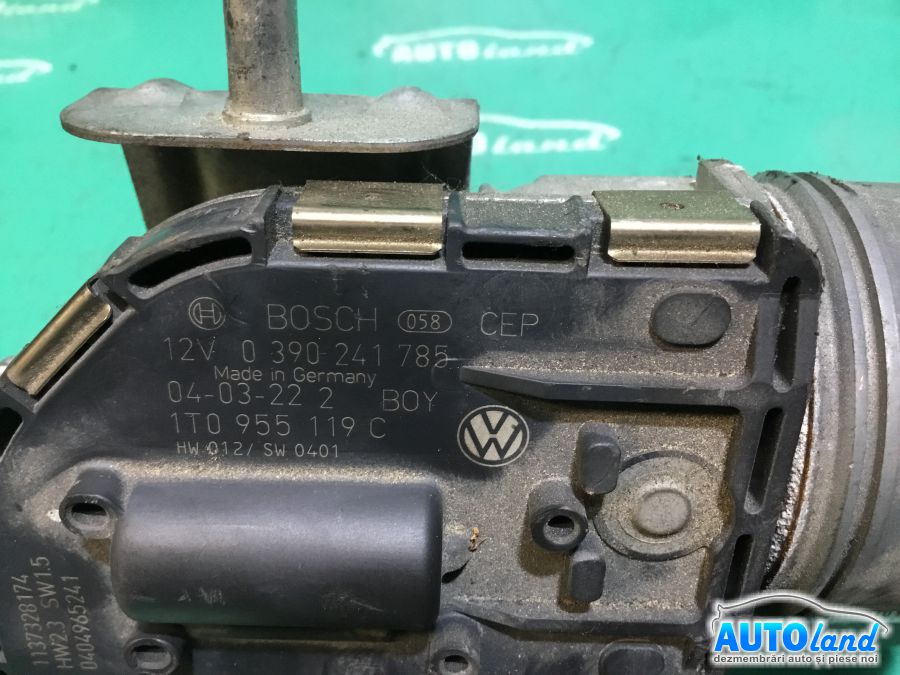 AUTOland
AUTOland
BOSCH 058 CEP
12V 0 390 241 785
Made in Germany
04-03-22 2 BOY
1T0 955 119 C
HW 012/ SW 0401
1137328174
HW2.3 SW1.5
0404965241
AUTOland
dezmembrări auto și piese noi